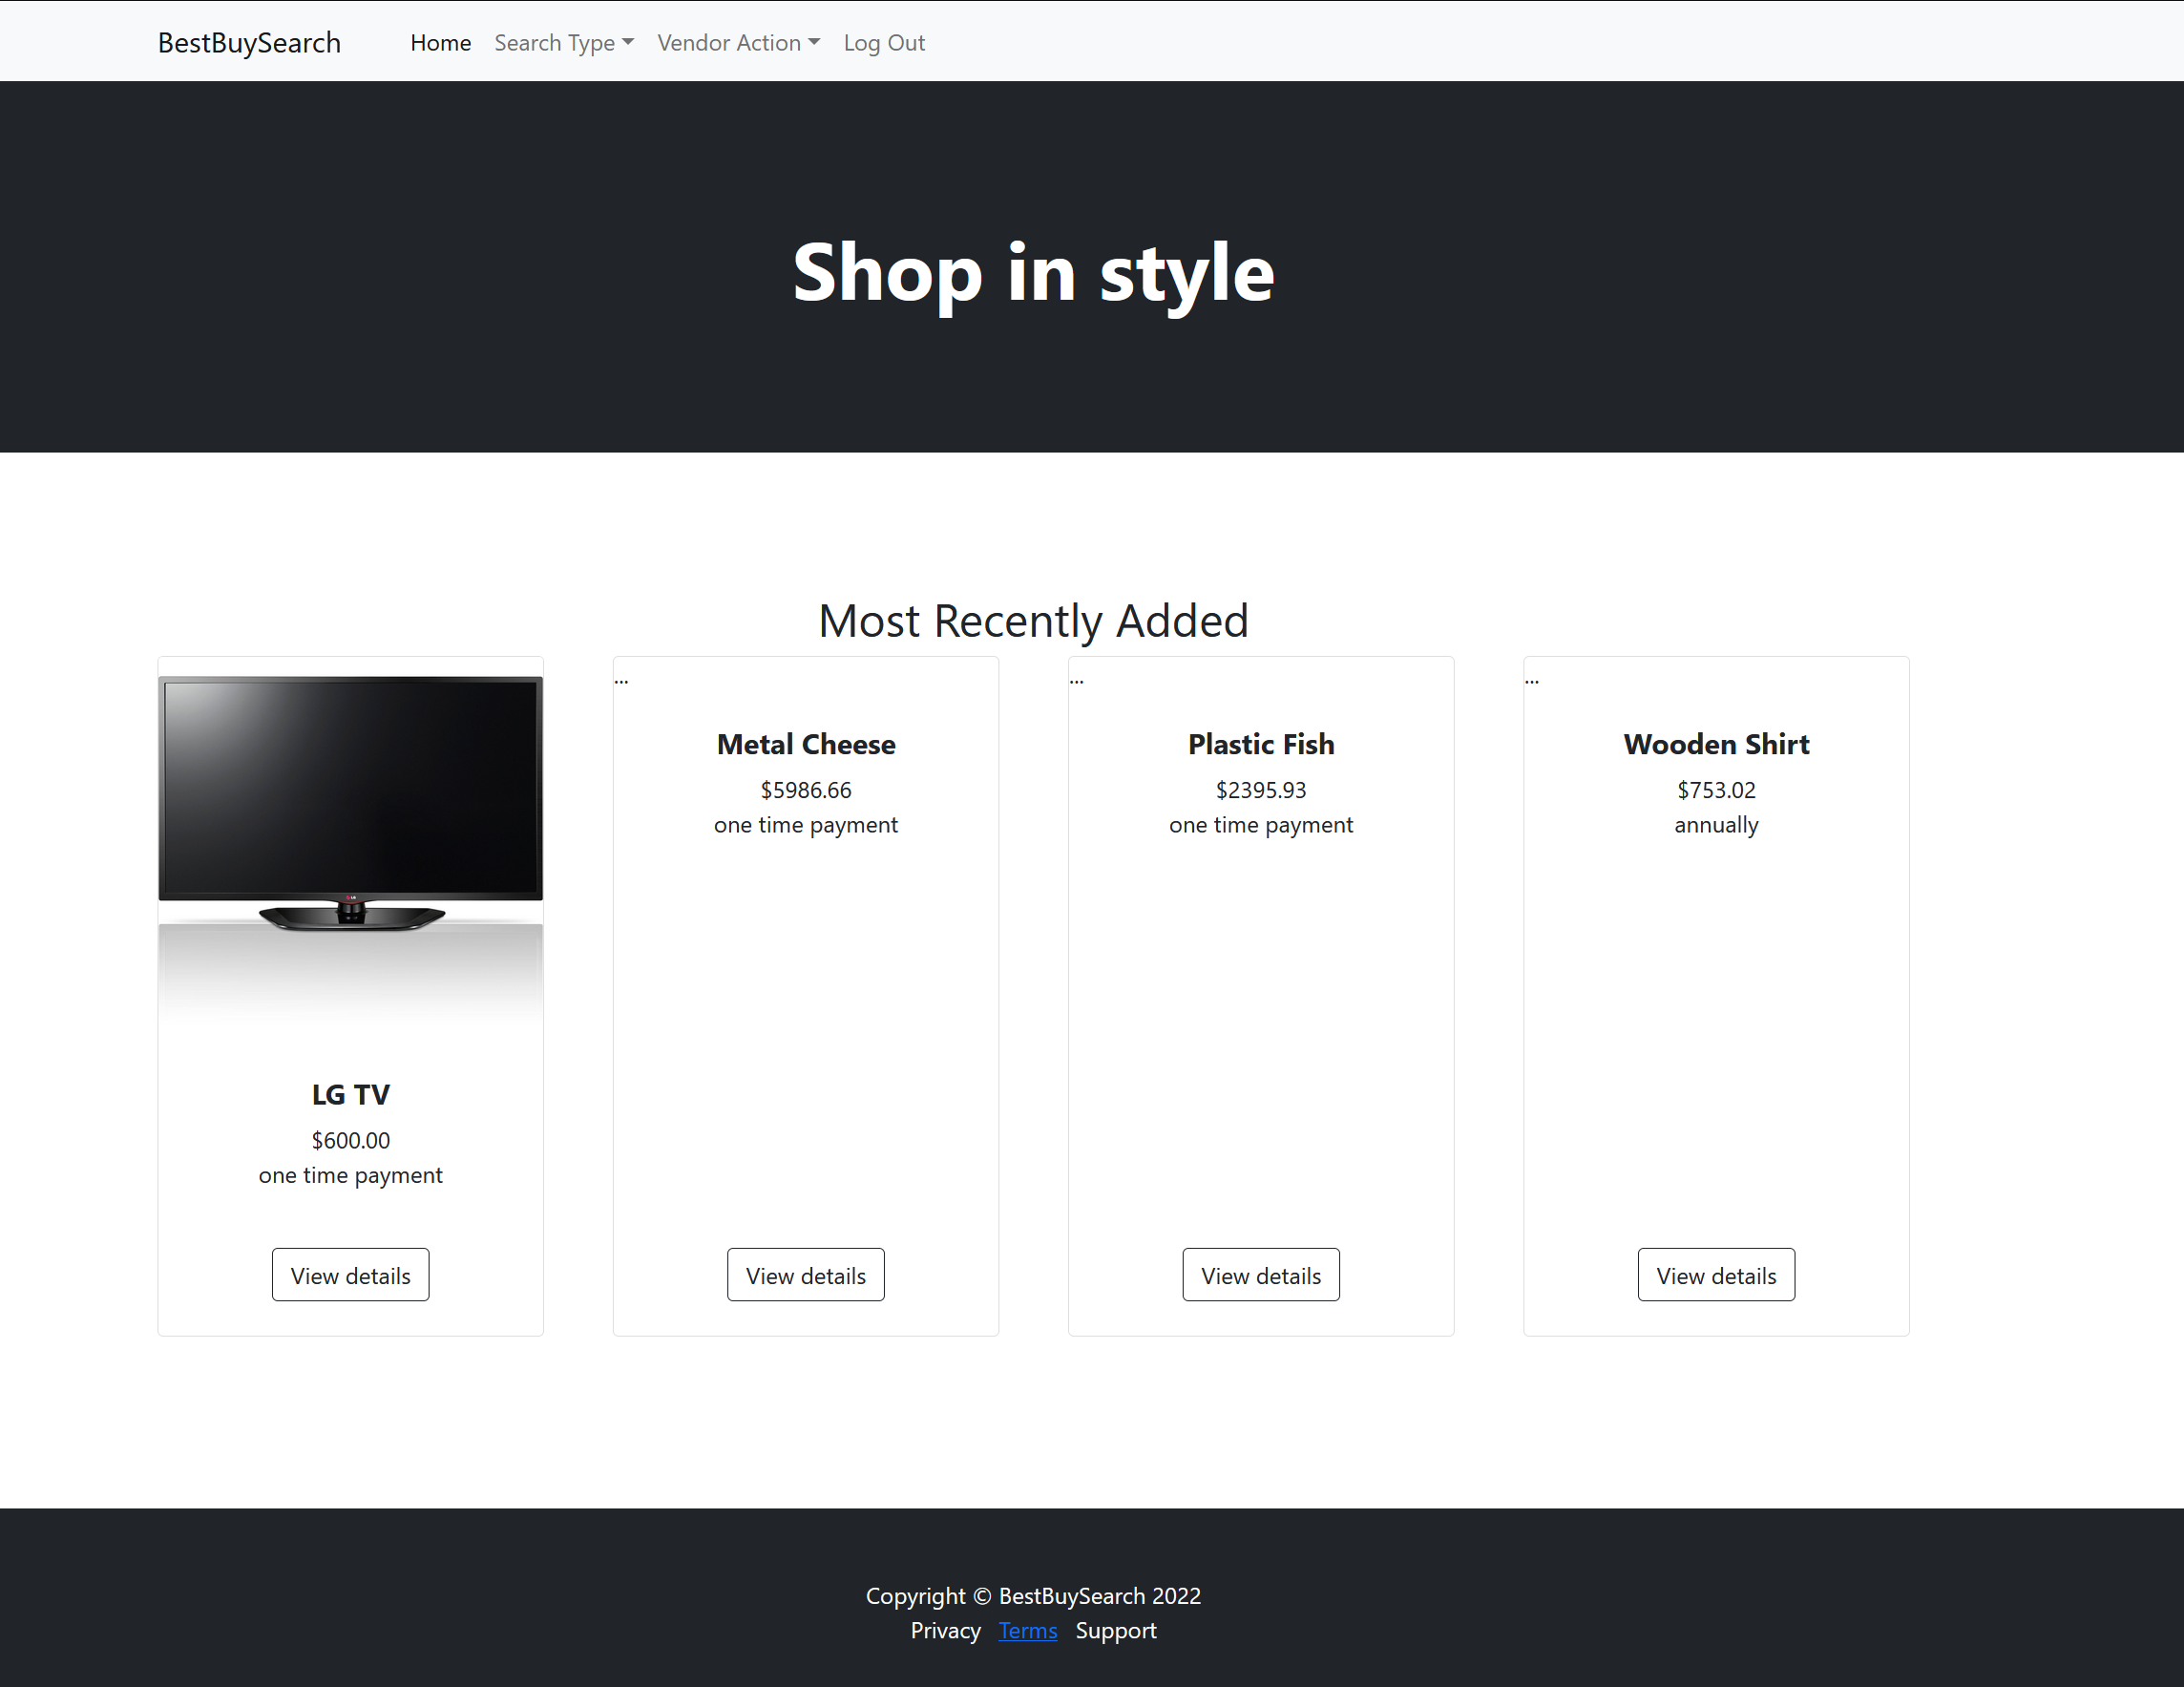 BestBuySearch Home Search Type Vendor Action Log Out
Shop in style
Most Recently Added
...
...
...
Metal Cheese
$5986.66
one time payment
Plastic Fish
$2395.93
one time payment
Wooden Shirt
$753.02
annually
LG
LG TV
$600.00
one time payment
View details
View details
View details
View details
Copyright © BestBuySearch 2022
Privacy Terms Support